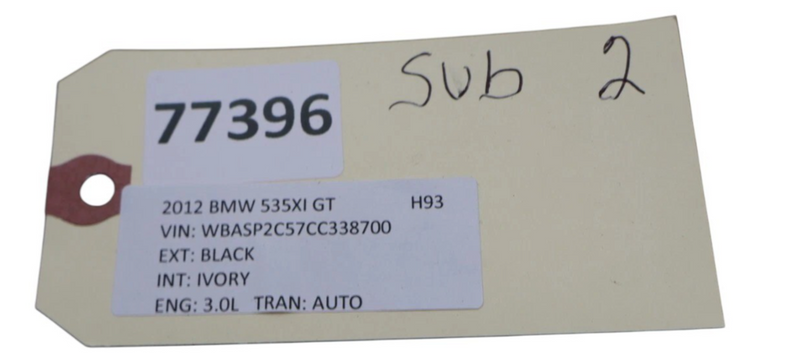 Sub 2
77396
2012 BMW 535XI GT H93
VIN: WBASP2C57CC338700
EXT: BLACK
INT: IVORY
ENG: 3.0L TRAN: AUTO